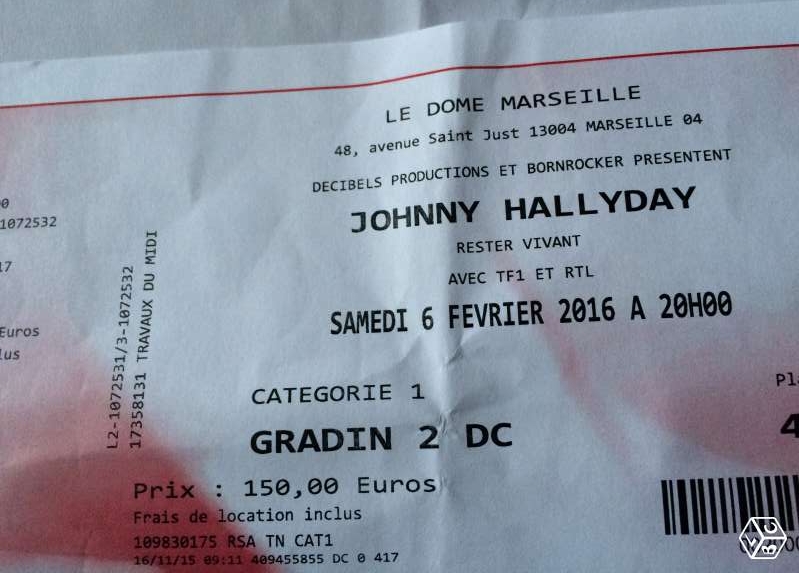 LE DOME MARSEILLE
48, avenue Saint Just 13004 MARSEILLE 04
DECIBELS PRODUCTIONS ET BORNROCKER PRESENTENT
JOHNNY HALLYDAY
RESTER VIVANT
AVEC TF1 ET RTL
SAMEDI 6 FEVRIER 2016 A 20H00
CATEGORIE 1
GRADIN 2 DC
Prix : 150,00 Euros
Frais de location inclus
109830175 RSA TN CAT1
16/11/15 09:11 409455855 DC 0 417
L2-1072531/3-1072532
17358131 TRAVAUX DU MIDI
1072532
17
Euros
lus
Pl
4